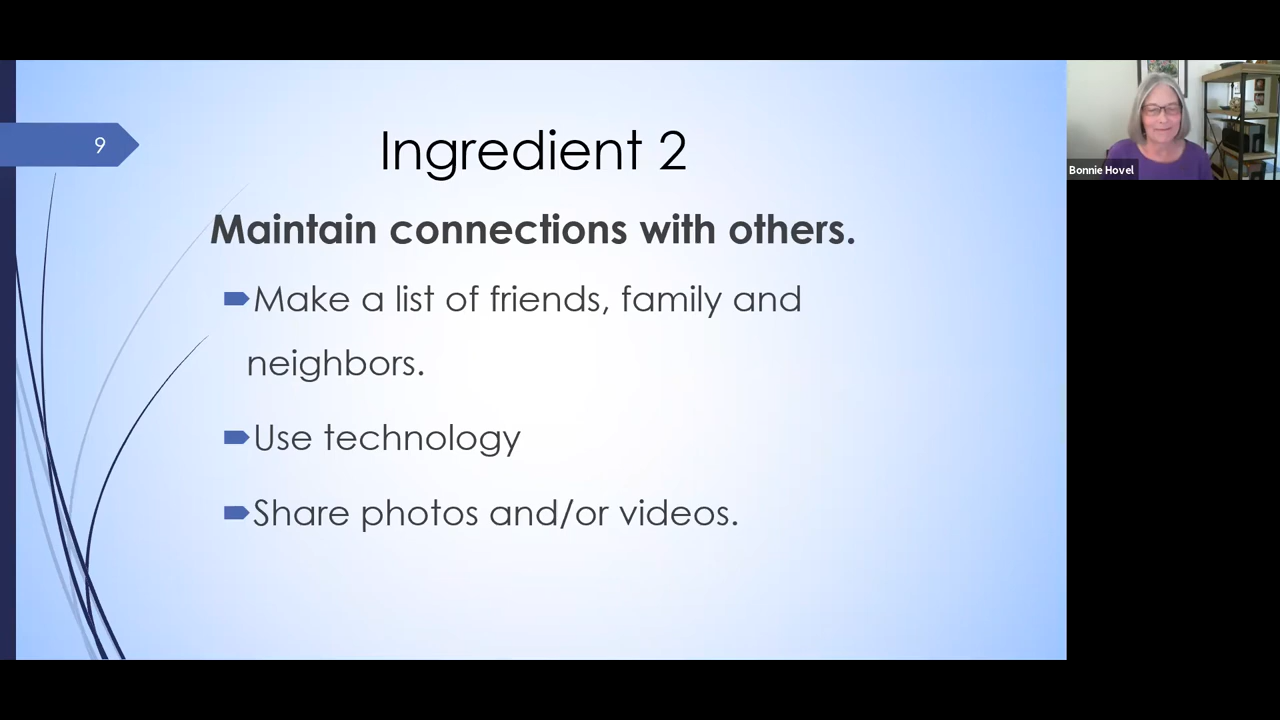 9
Ingredient 2
Maintain connections with others.
Make a list of friends, family and
neighbors.
Use technology
Share photos and/or videos.
Bonnie Hovel